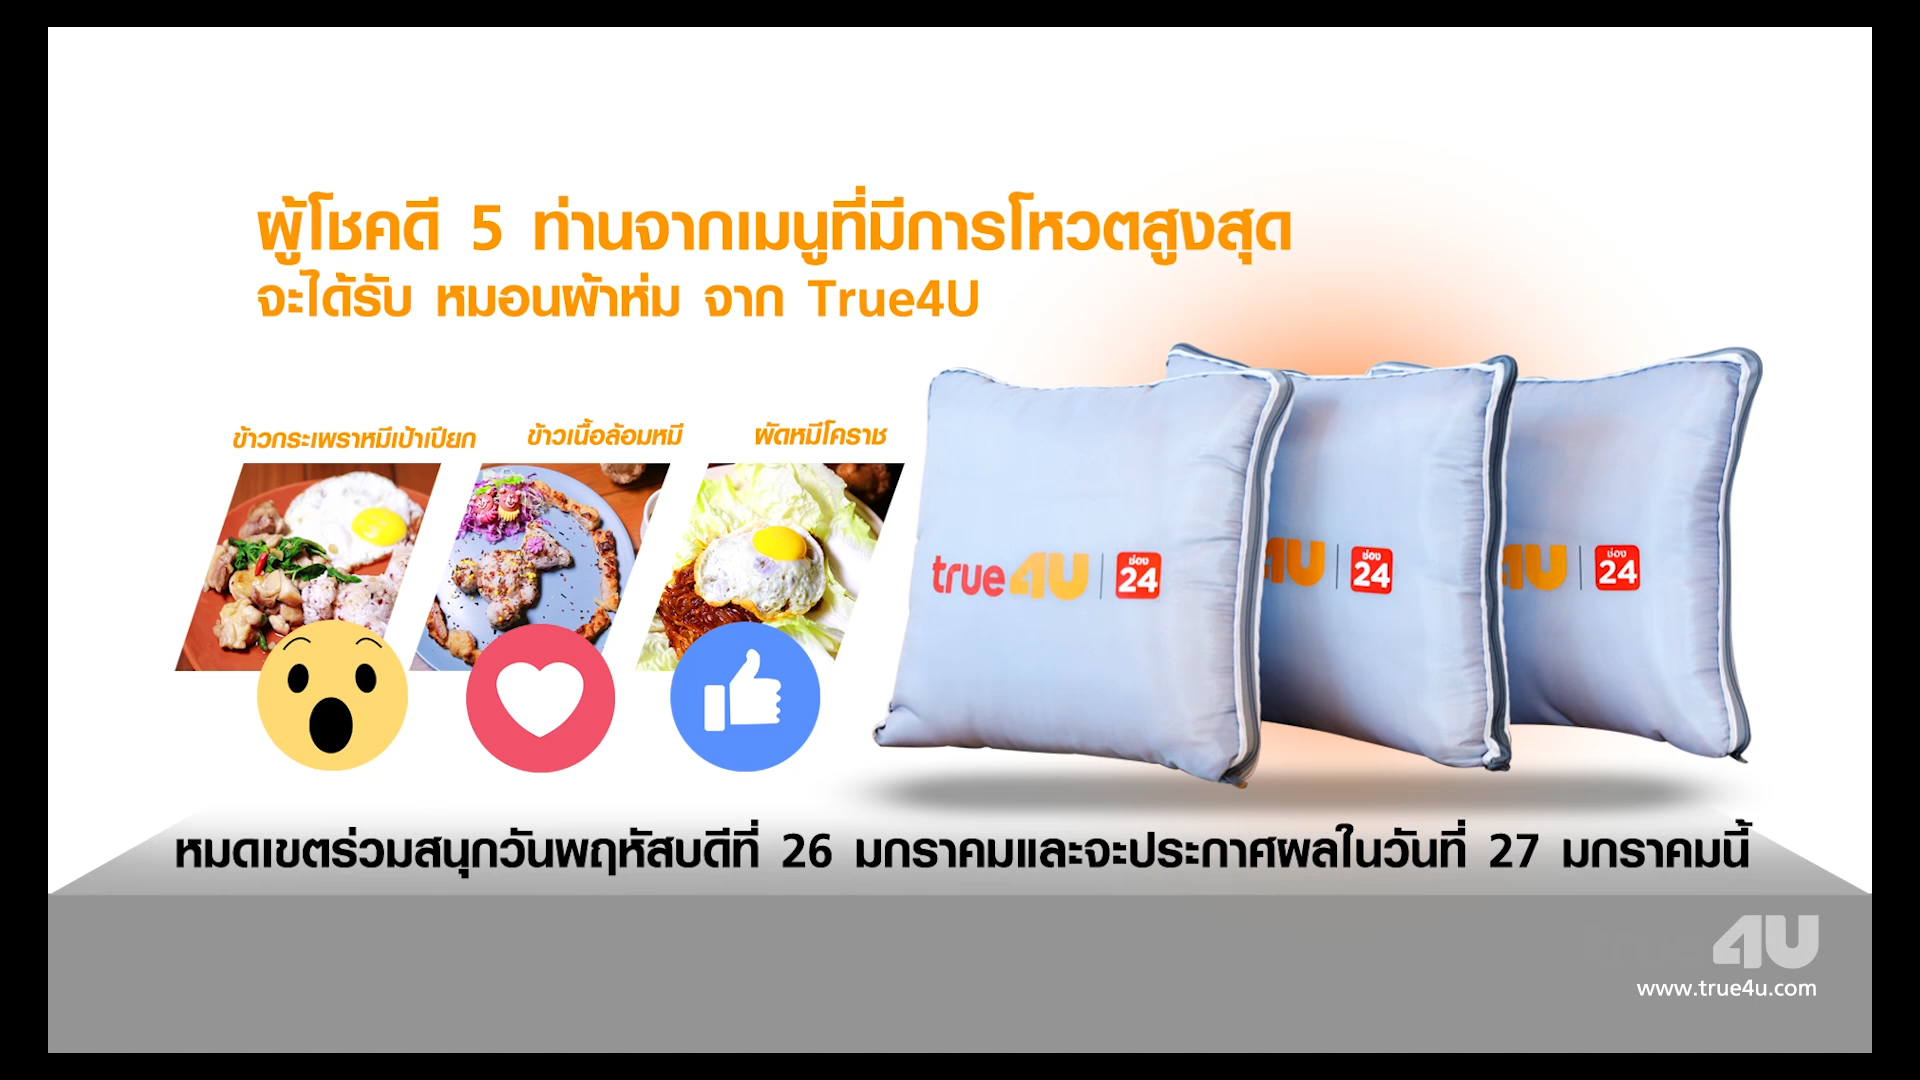 ผู้โชคดี 5 ท่านจากเมนูที่มีการโหวตสูงสุด
จะได้รับ หมอนผ้าห่ม จาก True4U
ข้าวกระเพราหมีเป้าเปียก
ข้าวเนื้อล้อมหมี
ผัดหมีโคราช
true4U | ช่อง 24
4U | ช่อง 24
4U | ช่อง 24
หมดเขตร่วมสนุกวันพฤหัสบดีที่ 26 มกราคมและจะประกาศผลในวันที่ 27 มกราคมนี้
4U
www.true4u.com